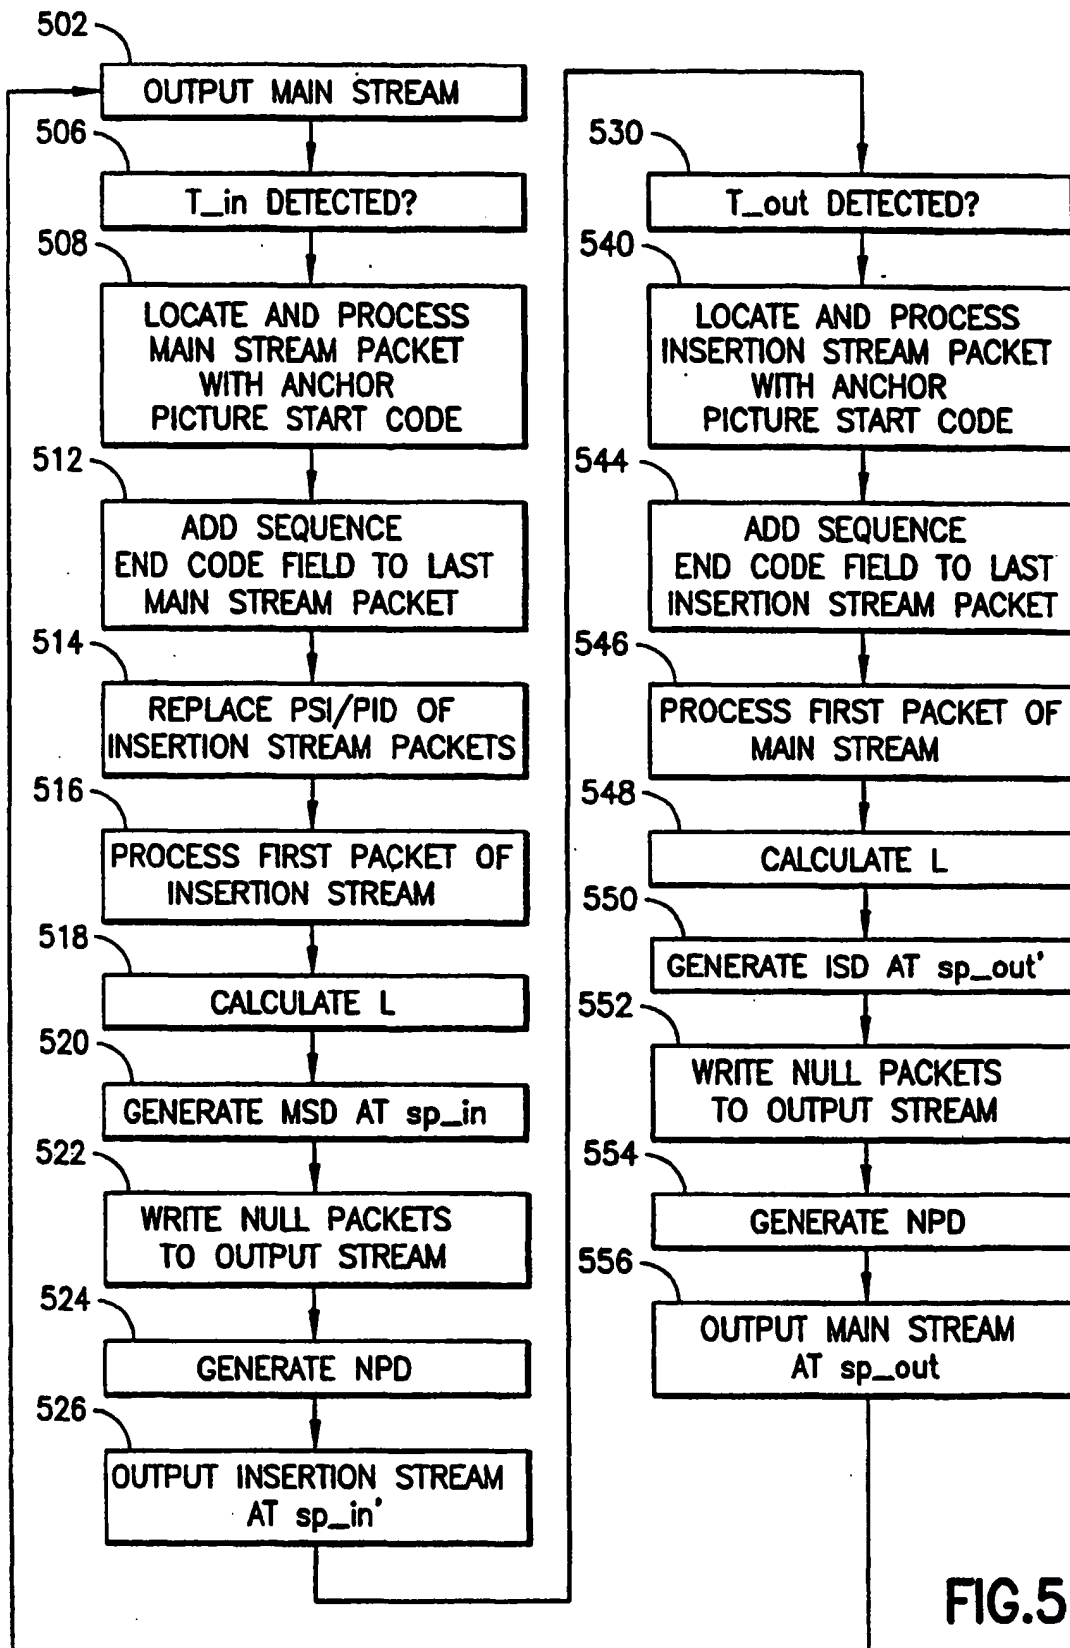 502
OUTPUT MAIN STREAM
506
T_in DETECTED?
508
LOCATE AND PROCESS
MAIN STREAM PACKET
WITH ANCHOR
PICTURE START CODE
512
ADD SEQUENCE
END CODE FIELD TO LAST
MAIN STREAM PACKET
514
REPLACE PSI/PID OF
INSERTION STREAM PACKETS
516
PROCESS FIRST PACKET OF
INSERTION STREAM
518
CALCULATE L
520
GENERATE MSD AT sp_in
522
WRITE NULL PACKETS
TO OUTPUT STREAM
524
GENERATE NPD
526
OUTPUT INSERTION STREAM
AT sp_in'
530
T_out DETECTED?
540
LOCATE AND PROCESS
INSERTION STREAM PACKET
WITH ANCHOR
PICTURE START CODE
544
ADD SEQUENCE
END CODE FIELD TO LAST
INSERTION STREAM PACKET
546
PROCESS FIRST PACKET OF
MAIN STREAM
548
CALCULATE L
550
GENERATE ISD AT sp_out'
552
WRITE NULL PACKETS
TO OUTPUT STREAM
554
GENERATE NPD
556
OUTPUT MAIN STREAM
AT sp_out
FIG.5